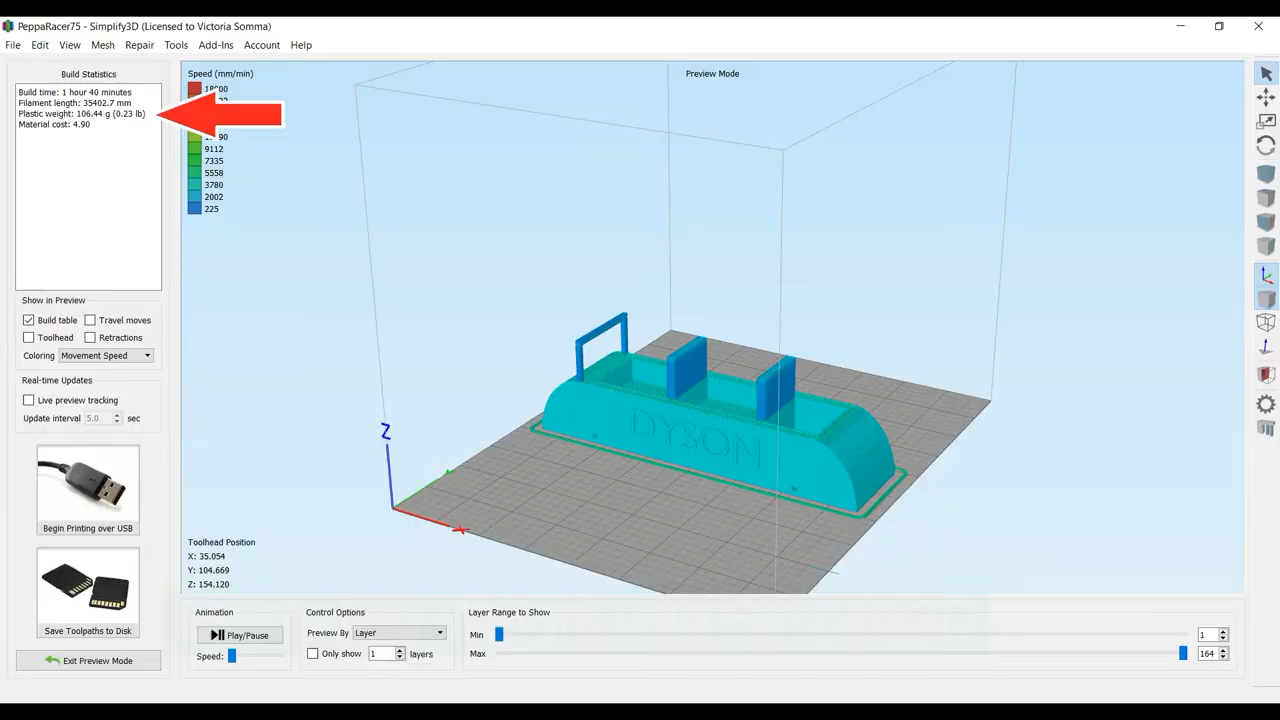 PeppaRacer75 - Simplify3D (Licensed to Victoria Somma)
File Edit View Mesh Repair Tools Add-Ins Account Help
Build Statistics
Build time: 1 hour 40 minutes
Filament length: 35402.7 mm
Plastic weight: 106.44 g (0.23 lb)
Material cost: 4.90
Show in Preview
Build table Travel moves
Toolhead Retractions
Coloring Movement Speed
Real-time Updates
Live preview tracking
Update interval 5.0 sec
Begin Printing over USB
Save Toolpaths to Disk
Exit Preview Mode
Speed (mm/min)
9112
7335
5558
3780
2002
225
Preview Mode
DYSON
Z
Toolhead Position
X: 35.054
Y: 104.669
Z: 154.120
Animation
Play/Pause
Speed:
Control Options
Preview By Layer
Only show 1 layers
Layer Range to Show
Min 1
Max 164